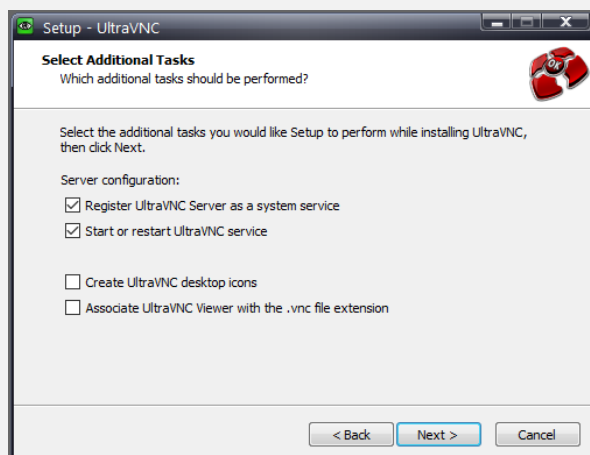 Setup - UltraVNC
Select Additional Tasks
Which additional tasks should be performed?
OK
Select the additional tasks you would like Setup to perform while installing UltraVNC,
then click Next.
Server configuration:
Register UltraVNC Server as a system service
Start or restart UltraVNC service
Create UltraVNC desktop icons
Associate UltraVNC Viewer with the .vnc file extension
< Back Next > Cancel